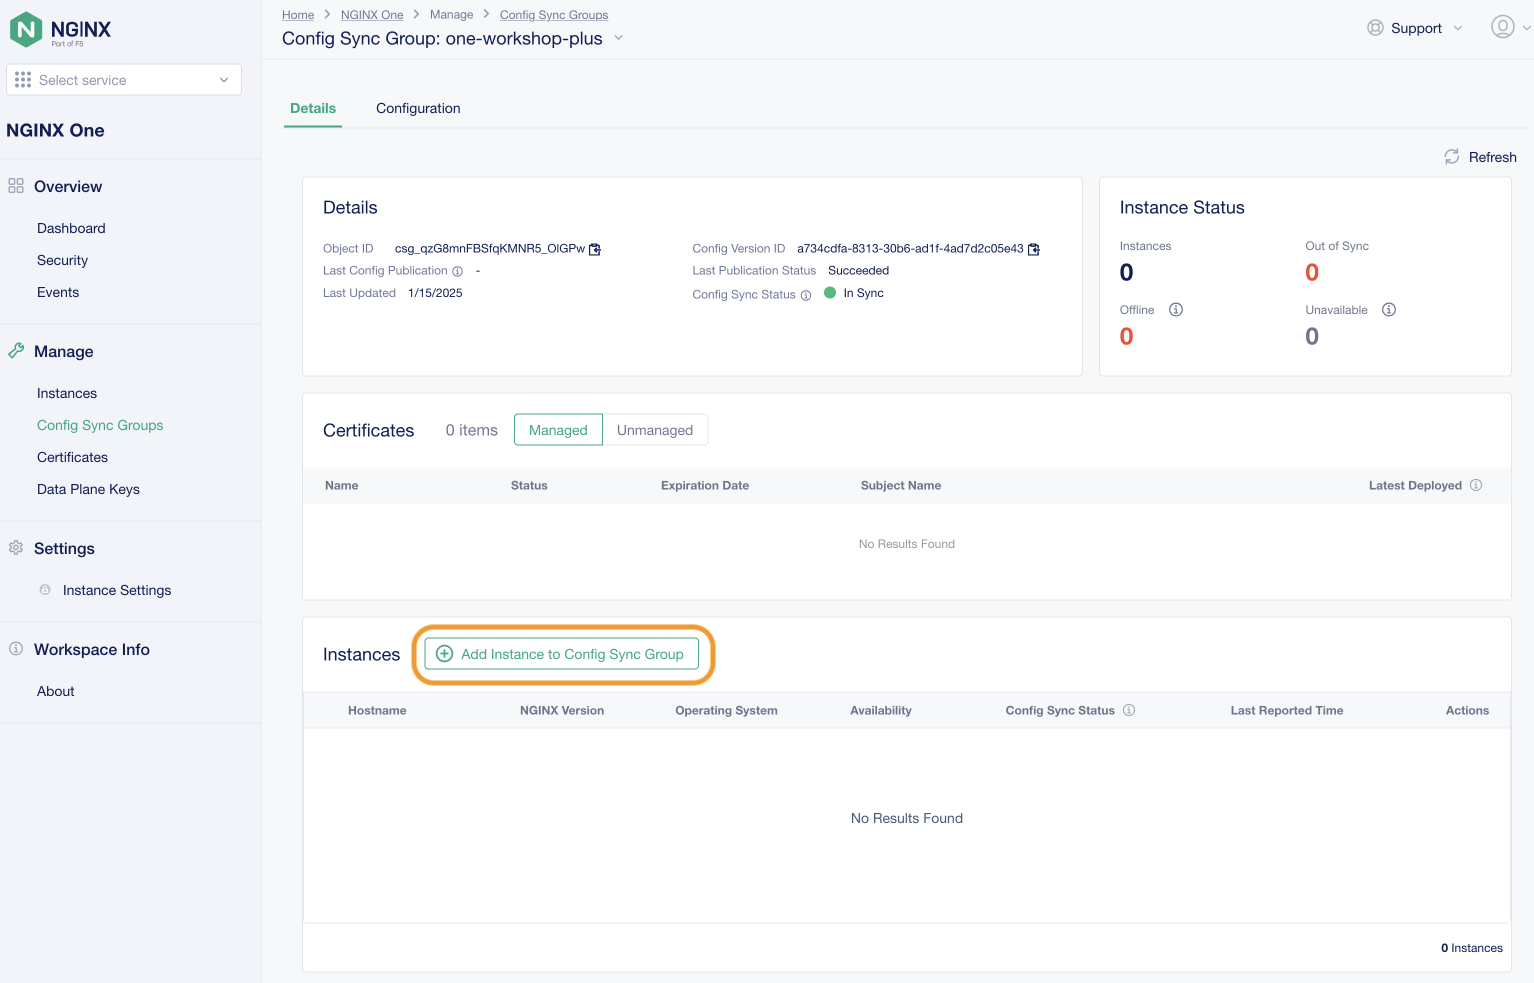 NGINX
Part of F5
Select service
NGINX One
Overview
Dashboard
Security
Events
Manage
Instances
Config Sync Groups
Certificates
Data Plane Keys
Settings
Instance Settings
Workspace Info
About
Home > NGINX One > Manage > Config Sync Groups
Config Sync Group: one-workshop-plus
Support
Details Configuration
Refresh
Details
Object ID csg_qzG8mnFBSfqKMNR5_OlGPw
Last Config Publication -
Last Updated 1/15/2025
Config Version ID a734cdfa-8313-30b6-ad1f-4ad7d2c05e43
Last Publication Status Succeeded
Config Sync Status In Sync
Instance Status
Instances Out of Sync
0 0
Offline Unavailable
0 0
Certificates 0 items Managed Unmanaged
Name Status Expiration Date Subject Name Latest Deployed
No Results Found
Instances Add Instance to Config Sync Group
Hostname NGINX Version Operating System Availability Config Sync Status Last Reported Time Actions
No Results Found
0 Instances